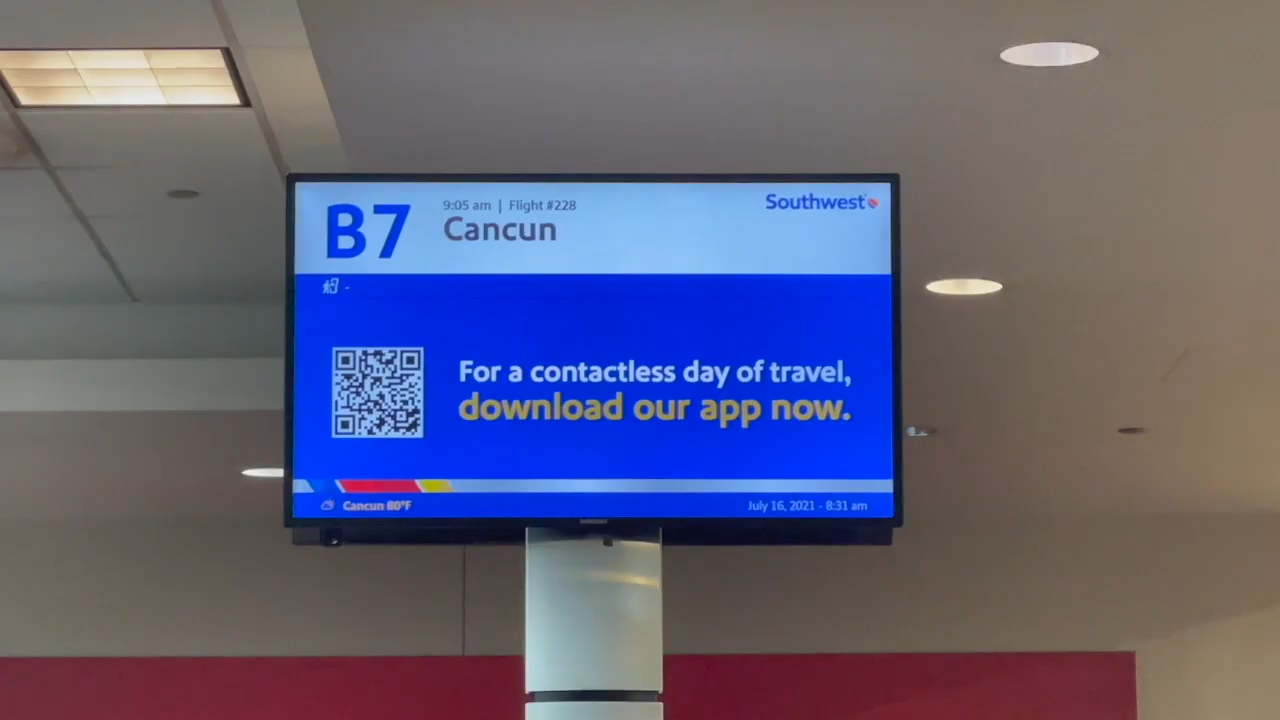 B7
9:05 am | Flight #228
Cancun
Southwest
-
For a contactless day of travel,
download our app now.
Cancun 80°F
July 16, 2021 - 8:31 am